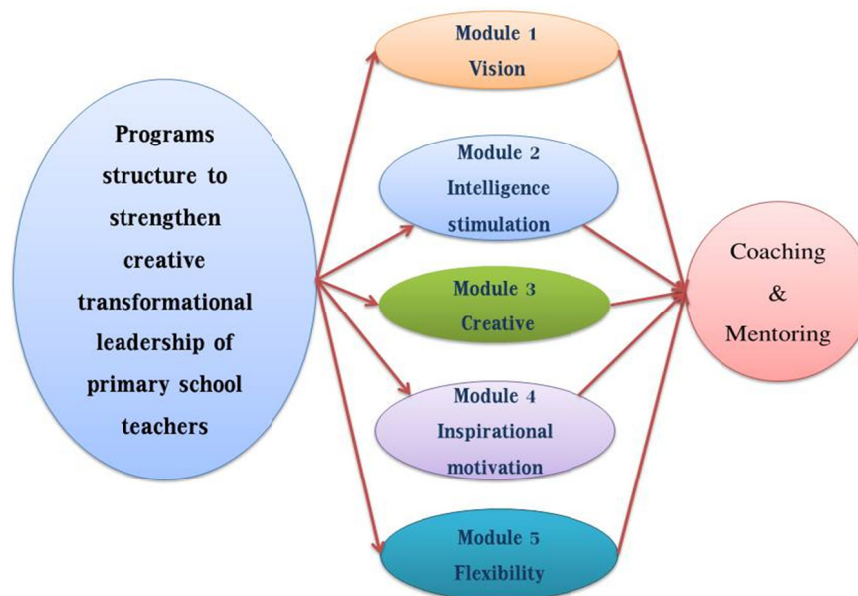 Programs
structure to
strengthen
creative
transformational
leadership of
primary school
teachers
Module 1
Vision
Module 2
Intelligence
stimulation
Module 3
Creative
Module 4
Inspirational
motivation
Module 5
Flexibility
Coaching
&
Mentoring